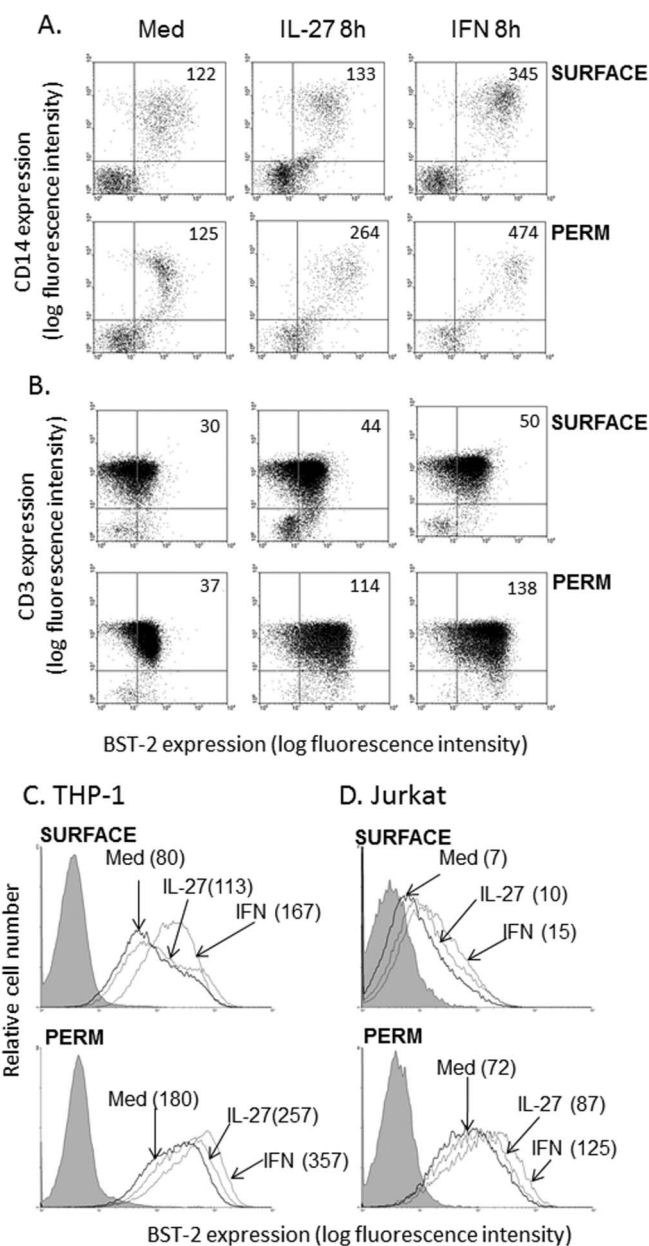 A.
Med IL-27 8h IFN 8h
122 133 345 SURFACE
125 264 474 PERM
CD14 expression
(log fluorescence intensity)
B.
30 44 50 SURFACE
37 114 138 PERM
CD3 expression
(log fluorescence intensity)
BST-2 expression (log fluorescence intensity)
C. THP-1 D. Jurkat
SURFACE SURFACE
Med (80) Med (7)
IL-27(113) IL-27 (10)
IFN (167) IFN (15)
Relative cell number
PERM PERM
Med (180) Med (72)
IL-27(257) IL-27 (87)
IFN (357) IFN (125)
BST-2 expression (log fluorescence intensity)